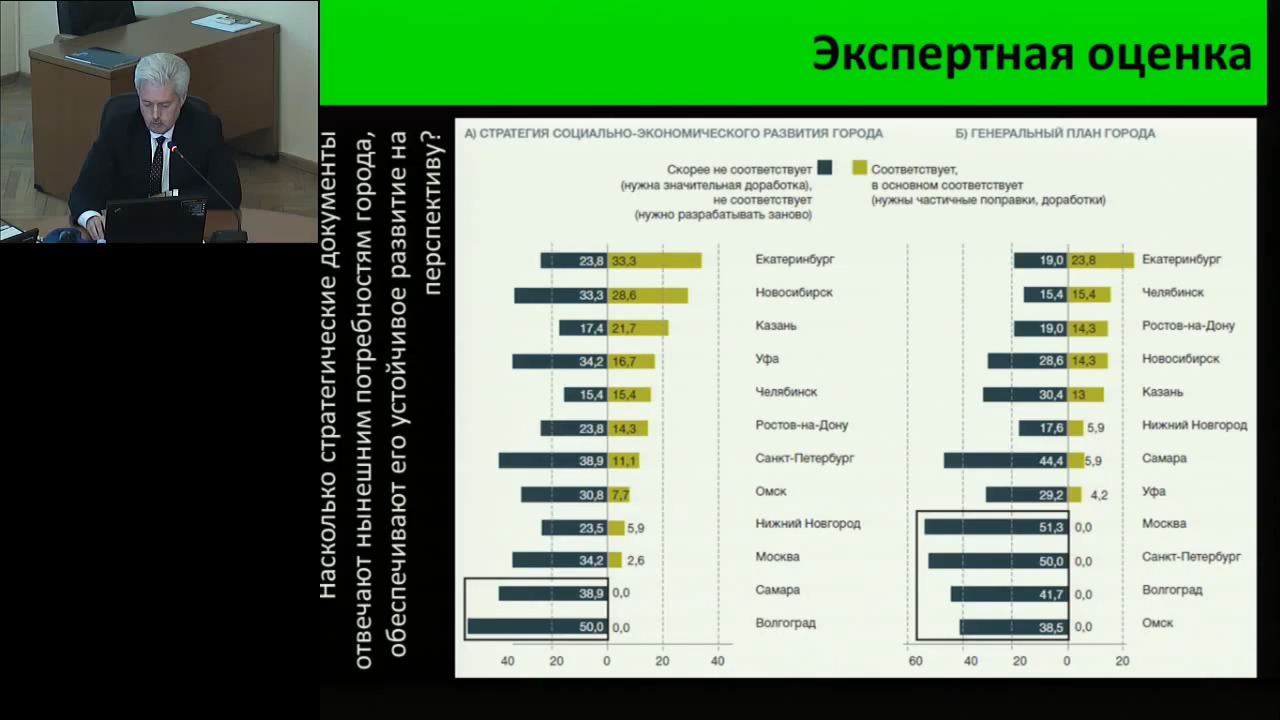 Экспертная оценка
Насколько стратегические документы
отвечают нынешним потребностям города,
обеспечивают его устойчивое развитие на
перспективу?
А) СТРАТЕГИЯ СОЦИАЛЬНО-ЭКОНОМИЧЕСКОГО РАЗВИТИЯ ГОРОДА
Б) ГЕНЕРАЛЬНЫЙ ПЛАН ГОРОДА
Скорее не соответствует
(нужна значительная доработка),
не соответствует
(нужно разрабатывать заново)
Соответствует,
в основном соответствует
(нужны частичные поправки, доработки)
23,8 33,3 Екатеринбург
33,3 28,6 Новосибирск
17,4 21,7 Казань
34,2 16,7 Уфа
15,4 15,4 Челябинск
23,8 14,3 Ростов-на-Дону
38,9 11,1 Санкт-Петербург
30,8 7,7 Омск
23,5 5,9 Нижний Новгород
34,2 2,6 Москва
38,9 0,0 Самара
50,0 0,0 Волгоград
40 20 0 20 40
19,0 23,8 Екатеринбург
15,4 15,4 Челябинск
19,0 14,3 Ростов-на-Дону
28,6 14,3 Новосибирск
30,4 13 Казань
17,6 5,9 Нижний Новгород
44,4 5,9 Самара
29,2 4,2 Уфа
51,3 0,0 Москва
50,0 0,0 Санкт-Петербург
41,7 0,0 Волгоград
38,5 0,0 Омск
60 40 20 0 20